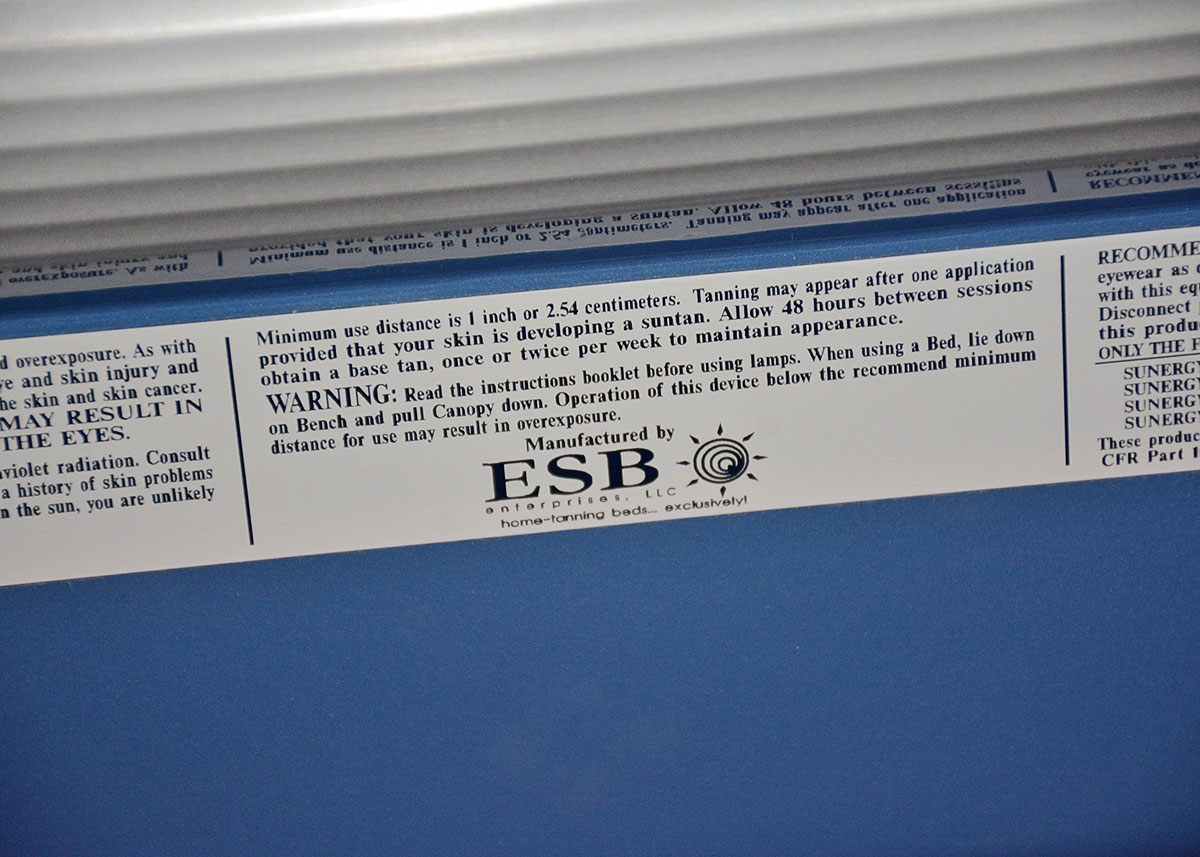 d overexposure. As with
e and skin injury and
he skin and skin cancer.
MAY RESULT IN
THE EYES.
violet radiation. Consult
a history of skin problems
n the sun, you are unlikely
Minimum use distance is 1 inch or 2.54 centimeters. Tanning may appear after one application
provided that your skin is developing a suntan. Allow 48 hours between sessions
obtain a base tan, once or twice per week to maintain appearance.
WARNING: Read the instructions booklet before using lamps. When using a Bed, lie down
on Bench and pull Canopy down. Operation of this device below the recommend minimum
distance for use may result in overexposure.
Manufactured by
ESB
enterprises, LLC
home-tanning beds... exclusively!
RECOMME
eyewear as
with this eq
Disconnect
this produ
ONLY THE F
SUNERGY
SUNERGY
SUNERGY
SUNERGY
These produc
CFR Part 1